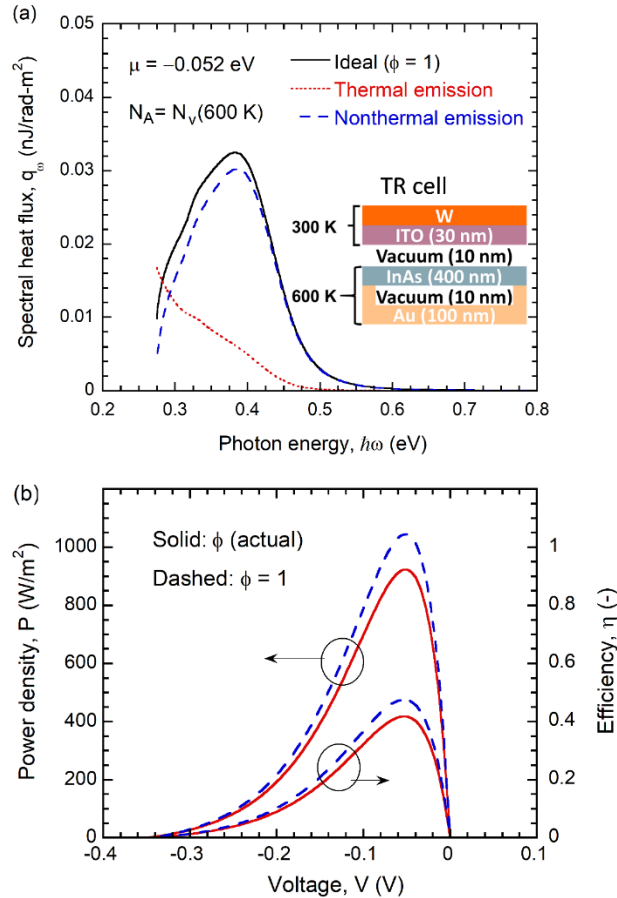 (a)
0.05
0.04
0.03
0.02
0.01
0
Spectral heat flux, qω (nJ/rad-m²)
μ = −0.052 eV
N_A= N_v(600 K)
Ideal (ϕ = 1)
Thermal emission
Nonthermal emission
TR cell
300 K
W
ITO (30 nm)
Vacuum (10 nm)
600 K
InAs (400 nm)
Vacuum (10 nm)
Au (100 nm)
0.2 0.3 0.4 0.5 0.6 0.7 0.8
Photon energy, ℏω (eV)
(b)
1000
800
600
400
200
0
Power density, P (W/m²)
Solid: ϕ (actual)
Dashed: ϕ = 1
1
0.8
0.6
0.4
0.2
0
Efficiency, η (-)
-0.4 -0.3 -0.2 -0.1 0 0.1
Voltage, V (V)